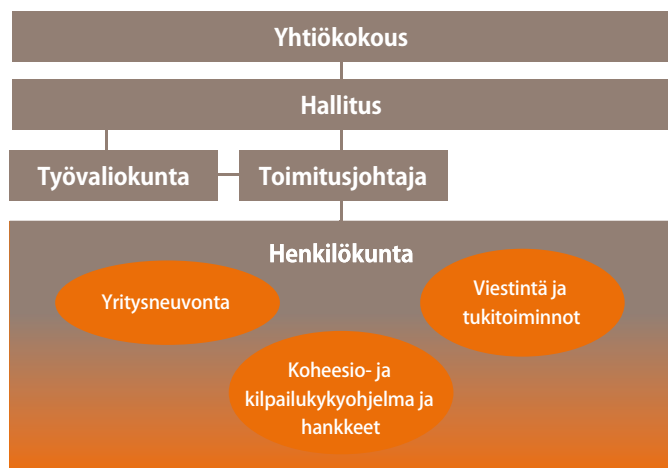 Yhtiökokous
Hallitus
Työvaliokunta
Toimitusjohtaja
Henkilökunta
Yritysneuvonta
Viestintä ja
tukitoiminnot
Koheesio- ja
kilpailukykyohjelma ja
hankkeet